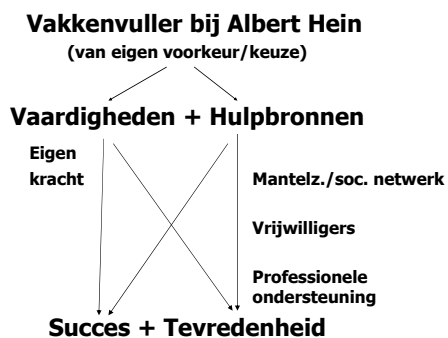 Vakkenvuller bij Albert Hein
(van eigen voorkeur/keuze)
Vaardigheden + Hulpbronnen
Eigen
kracht
Mantelz./soc. netwerk
Vrijwilligers
Professionele
ondersteuning
Succes + Tevredenheid